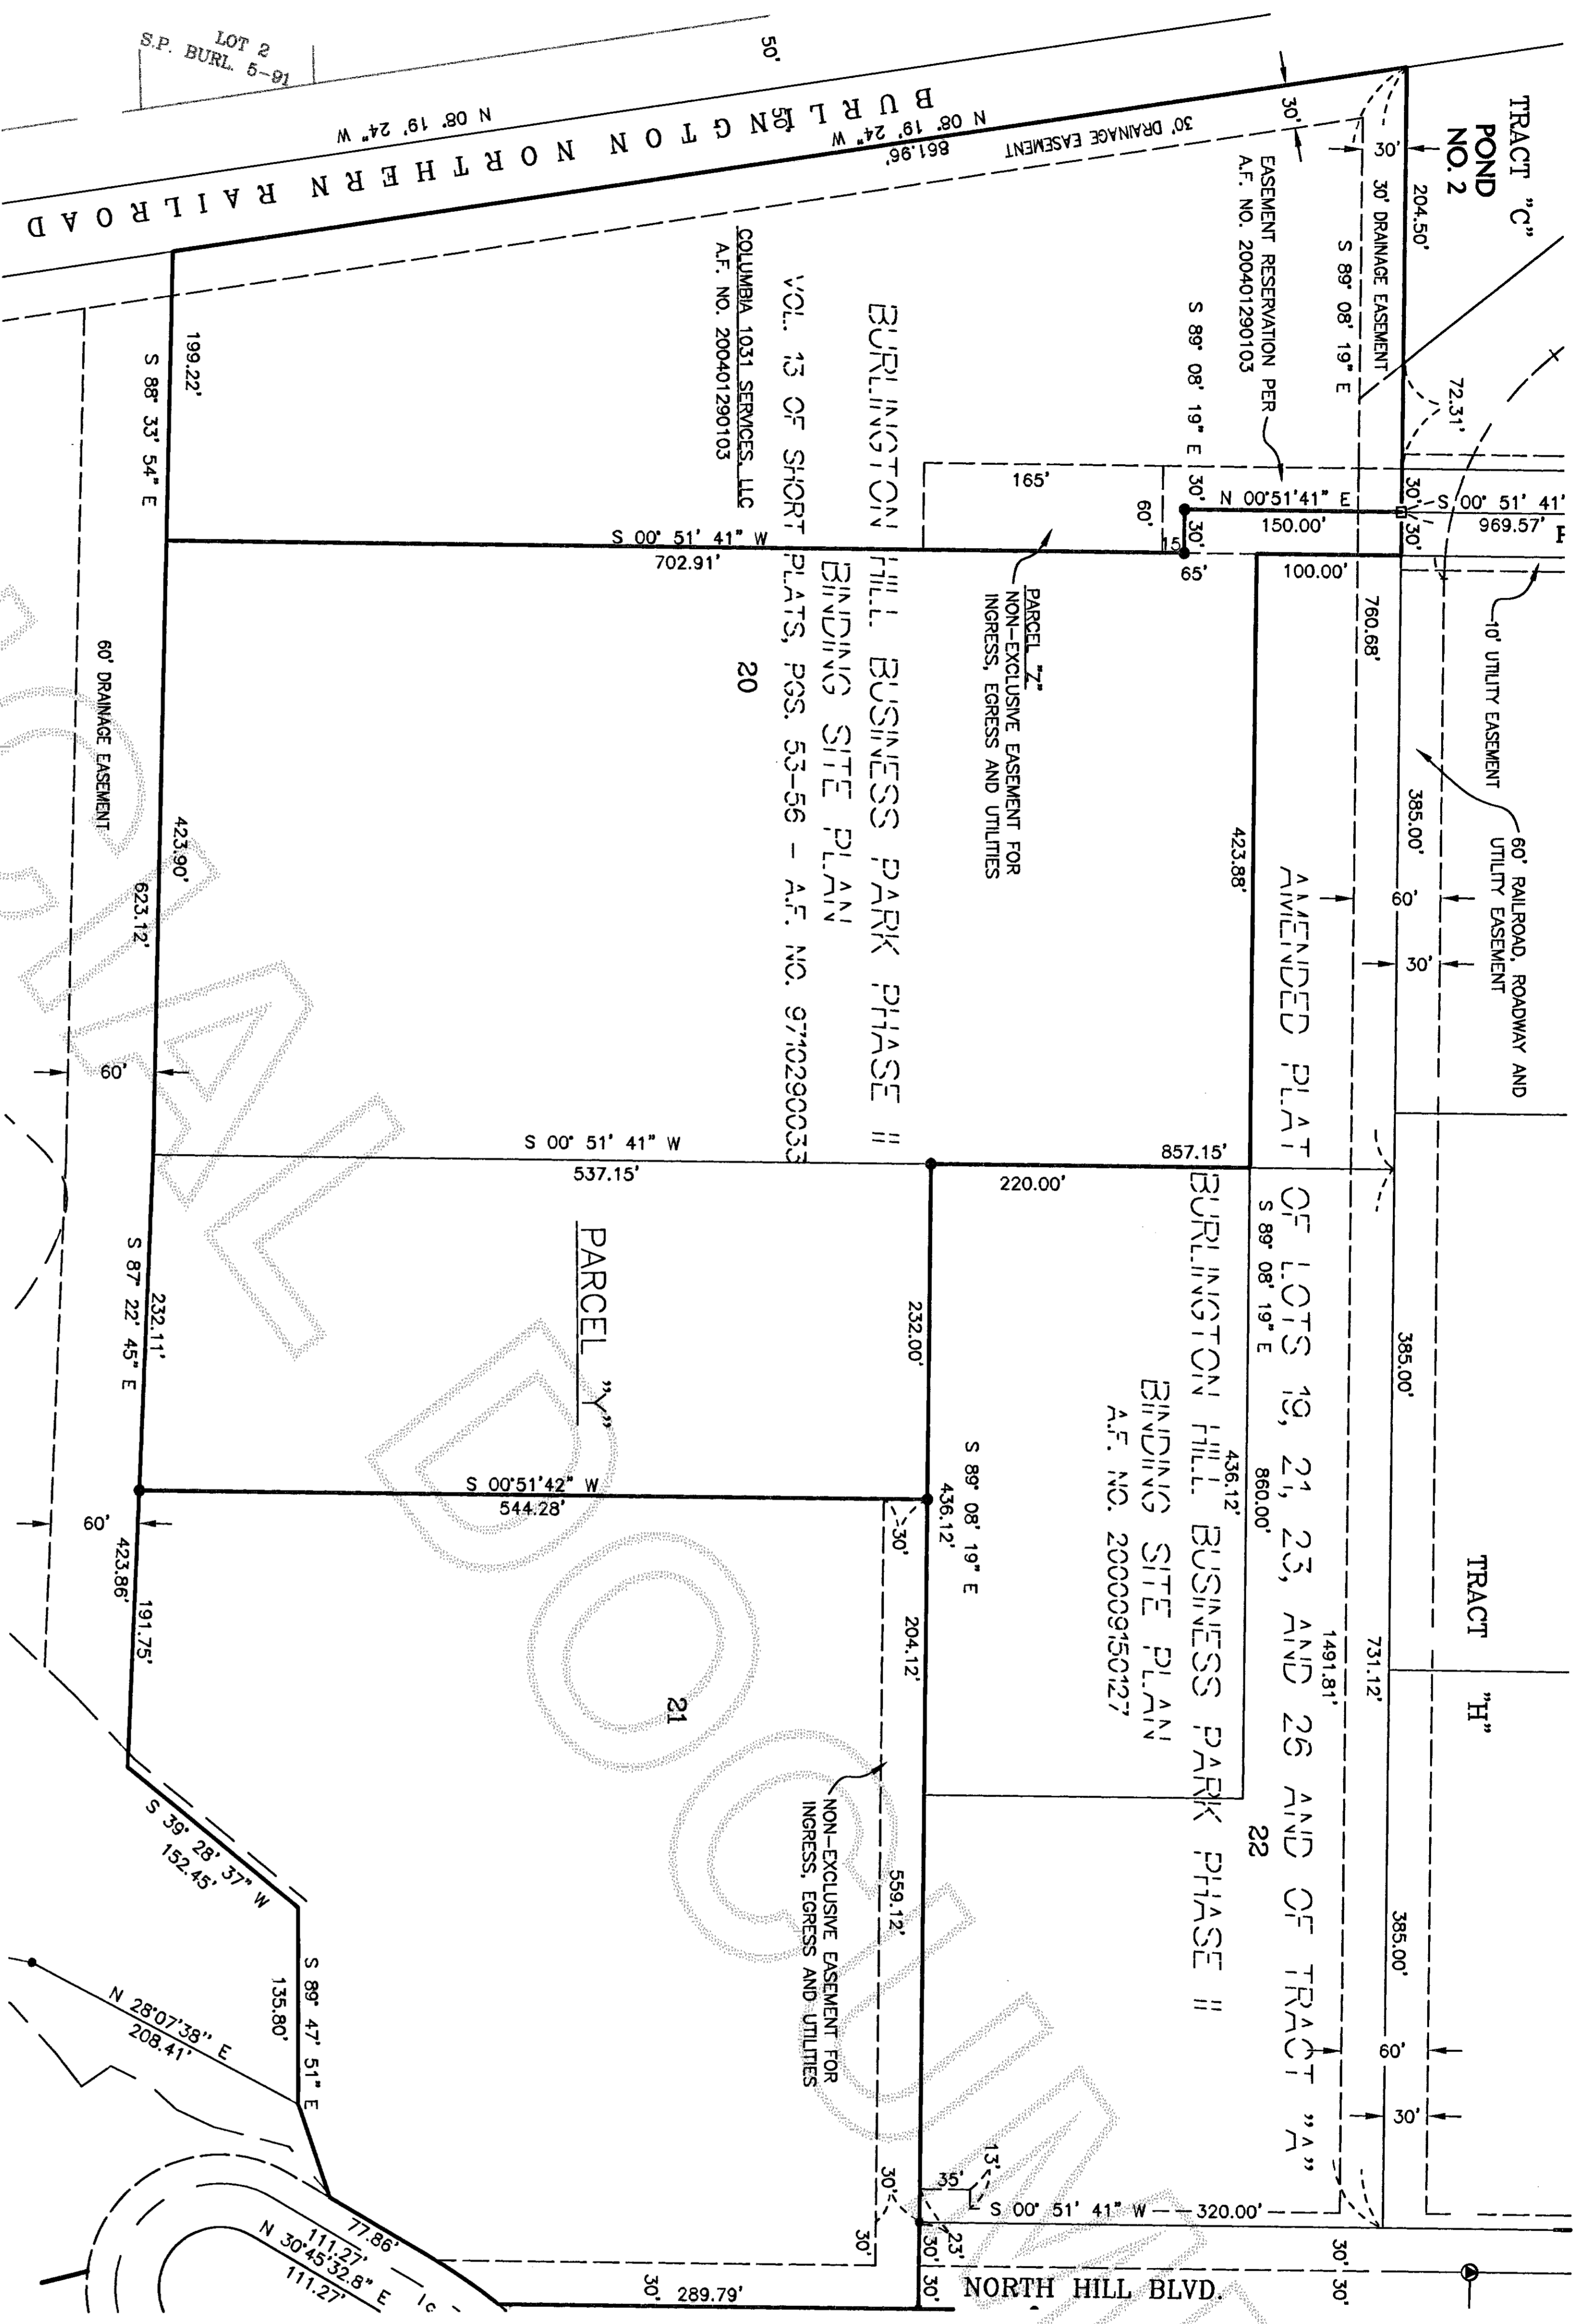 TRACT "C"
POND
NO. 2
204.50'
30'
30' DRAINAGE EASEMENT
S 89° 08' 19" E
30'
EASEMENT RESERVATION PER
A.F. NO. 200401290103
72.31'
30'
30'
S 00° 51' 41"
969.57'
10' UTILITY EASEMENT
60' RAILROAD, ROADWAY AND
UTILITY EASEMENT
385.00'
60'
30'
760.68'
100.00'
N 00°51'41" E
150.00'
S 89° 08' 19" E
30'
30'
15'
65'
60'
165'
423.88'
PARCEL "Z"
NON-EXCLUSIVE EASEMENT FOR
INGRESS, EGRESS AND UTILITIES
TRACT "H"
385.00'
731.12'
1491.81'
385.00'
60'
30'
AMENDED PLAT OF LOTS 19, 21, 23, AND 26 AND OF TRACT "A"
BURLINGTON HILL BUSINESS PARK PHASE II
BINDING SITE PLAN
A.F. NO. 200009150127
22
S 89° 08' 19" E
860.00'
436.12'
857.15'
220.00'
BURLINGTON HILL BUSINESS PARK PHASE II
BINDING SITE PLAN
VOL. 13 OF SHORT PLATS, PGS. 53-56 - A.F. NO. 9710290033
20
COLUMBIA 1031 SERVICES, LLC
A.F. NO. 200401290103
S 00° 51' 41" W
702.91'
S 00° 51' 41" W
537.15'
232.00'
S 89° 08' 19" E
436.12'
204.12'
559.12'
30'
NON-EXCLUSIVE EASEMENT FOR
INGRESS, EGRESS AND UTILITIES
PARCEL "Y"
S 00°51'42" W
544.28'
21
13'
35'
S 00° 51' 41" W
320.00'
23'
30'
30'
30'
30'
30'
30'
30'
NORTH HILL BLVD.
289.79'
LOT 2
S.P. BURL. 5-91
50'
50'
BURLINGTON NORTHERN RAILROAD
N 08° 19' 24" W
N 08° 19' 24" W
861.96'
30' DRAINAGE EASEMENT
199.22'
S 88° 33' 54" E
423.90'
623.12'
60' DRAINAGE EASEMENT
60'
232.11'
S 87° 22' 45" E
60'
423.86'
191.75'
S 39° 28' 37" W
152.45'
S 89° 47' 51" E
135.80'
N 28°07'38" E
208.41'
77.86'
111.27'
N 30°45'32.8" E
111.27'
CIAL DOCUM